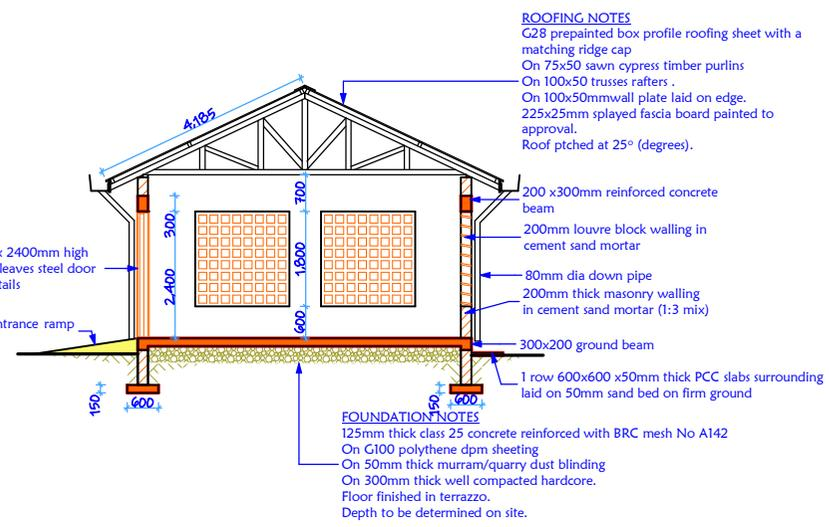 ROOFING NOTES
G28 prepainted box profile roofing sheet with a
matching ridge cap
On 75x50 sawn cypress timber purlins
On 100x50 trusses rafters .
On 100x50mmwall plate laid on edge.
225x25mm splayed fascia board painted to
approval.
Roof ptched at 25° (degrees).
4,185
200 x300mm reinforced concrete
beam
200mm louvre block walling in
cement sand mortar
80mm dia down pipe
200mm thick masonry walling
in cement sand mortar (1:3 mix)
300x200 ground beam
1 row 600x600 x50mm thick PCC slabs surrounding
laid on 50mm sand bed on firm ground
x 2400mm high
leaves steel door
tails
ntrance ramp
300
2,400
700
1,800
600
150
600
150
600
FOUNDATION NOTES
125mm thick class 25 concrete reinforced with BRC mesh No A142
On G100 polythene dpm sheeting
On 50mm thick murram/quarry dust blinding
On 300mm thick well compacted hardcore.
Floor finished in terrazzo.
Depth to be determined on site.